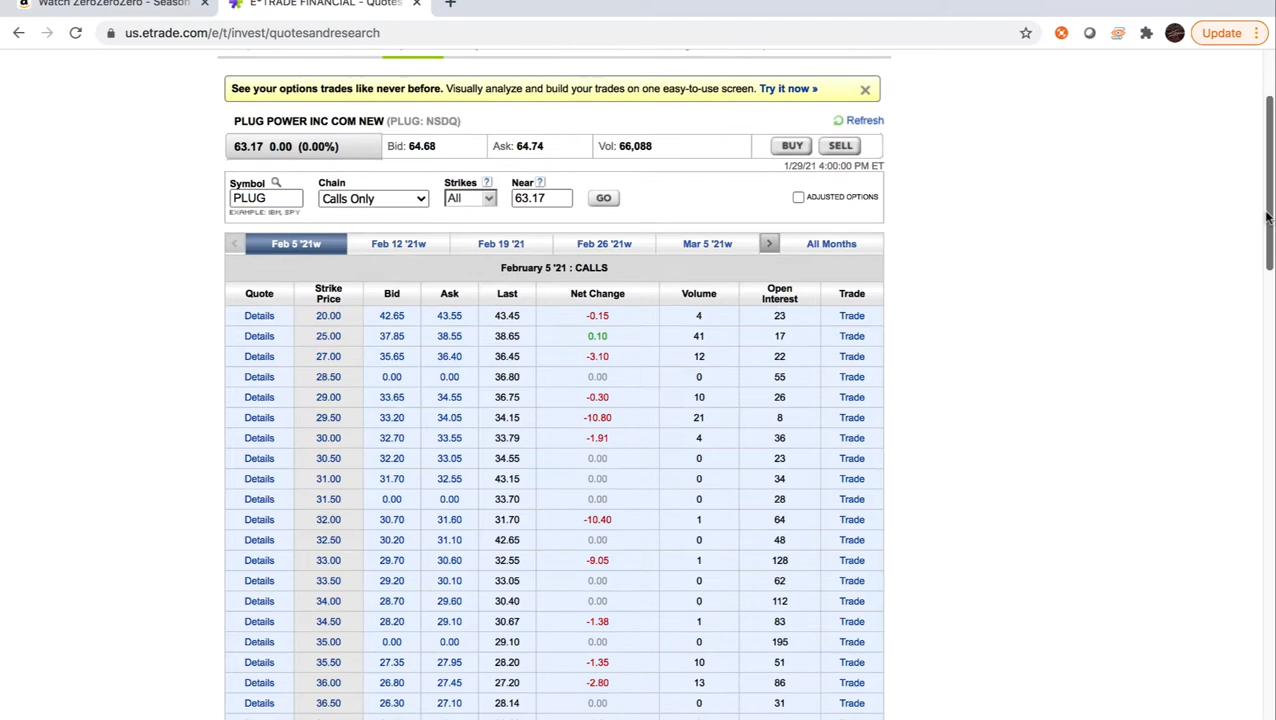 Watch ZeroZeroZero - Season
E*TRADE FINANCIAL - Quotes
us.etrade.com/e/t/invest/quotesandresearch
Update
See your options trades like never before. Visually analyze and build your trades on one easy-to-use screen. Try it now »
PLUG POWER INC COM NEW (PLUG: NSDQ)
Refresh
63.17 0.00 (0.00%) Bid: 64.68 Ask: 64.74 Vol: 66,088 BUY SELL
1/29/21 4:00:00 PM ET
Symbol Chain Strikes ? Near ?
PLUG Calls Only All 63.17 GO ADJUSTED OPTIONS
EXAMPLE: IBM, SPY
Feb 5 '21w Feb 12 '21w Feb 19 '21 Feb 26 '21w Mar 5 '21w All Months
February 5 '21 : CALLS
Quote Strike Price Bid Ask Last Net Change Volume Open Interest Trade
Details 20.00 42.65 43.55 43.45 -0.15 4 23 Trade
Details 25.00 37.85 38.55 38.65 0.10 41 17 Trade
Details 27.00 35.65 36.40 36.45 -3.10 12 22 Trade
Details 28.50 0.00 0.00 36.80 0.00 0 55 Trade
Details 29.00 33.65 34.55 36.75 -0.30 10 26 Trade
Details 29.50 33.20 34.05 34.15 -10.80 21 8 Trade
Details 30.00 32.70 33.55 33.79 -1.91 4 36 Trade
Details 30.50 32.20 33.05 34.55 0.00 0 23 Trade
Details 31.00 31.70 32.55 43.15 0.00 0 34 Trade
Details 31.50 0.00 0.00 33.70 0.00 0 28 Trade
Details 32.00 30.70 31.60 31.70 -10.40 1 64 Trade
Details 32.50 30.20 31.10 42.65 0.00 0 48 Trade
Details 33.00 29.70 30.60 32.55 -9.05 1 128 Trade
Details 33.50 29.20 30.10 33.05 0.00 0 62 Trade
Details 34.00 28.70 29.60 30.40 0.00 0 112 Trade
Details 34.50 28.20 29.10 30.67 -1.38 1 83 Trade
Details 35.00 0.00 0.00 29.10 0.00 0 195 Trade
Details 35.50 27.35 27.95 28.20 -1.35 10 51 Trade
Details 36.00 26.80 27.45 27.20 -2.80 13 86 Trade
Details 36.50 26.30 27.10 28.14 0.00 0 31 Trade